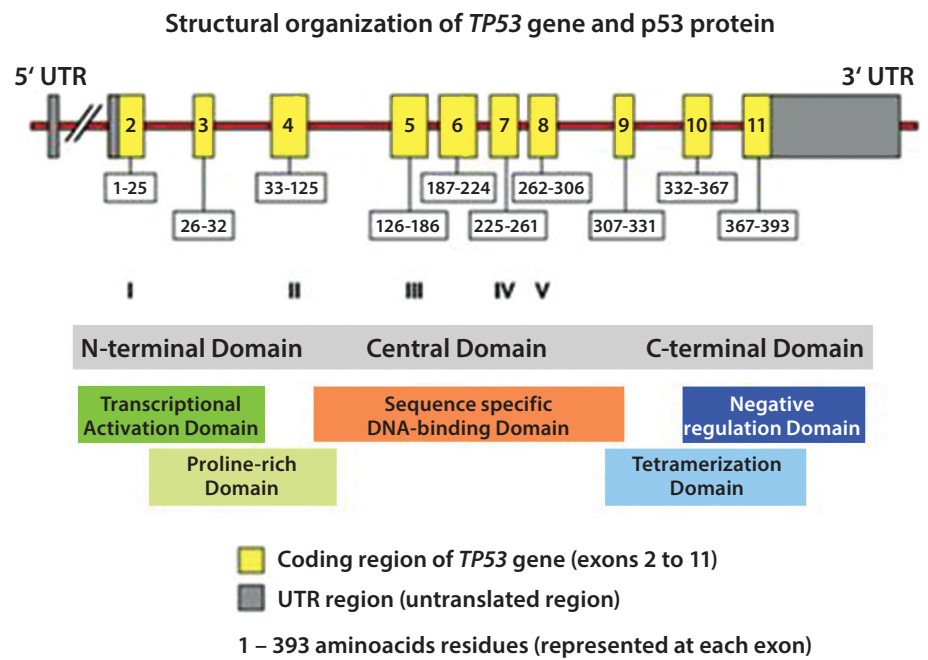 Structural organization of TP53 gene and p53 protein
5‘ UTR
3‘ UTR
2
3
4
5
6
7
8
9
10
11
1-25
33-125
187-224
262-306
332-367
26-32
126-186
225-261
307-331
367-393
I
II
III
IV
V
N-terminal Domain
Central Domain
C-terminal Domain
Transcriptional
Activation Domain
Sequence specific
DNA-binding Domain
Negative
regulation Domain
Proline-rich
Domain
Tetramerization
Domain
Coding region of TP53 gene (exons 2 to 11)
UTR region (untranslated region)
1 – 393 aminoacids residues (represented at each exon)